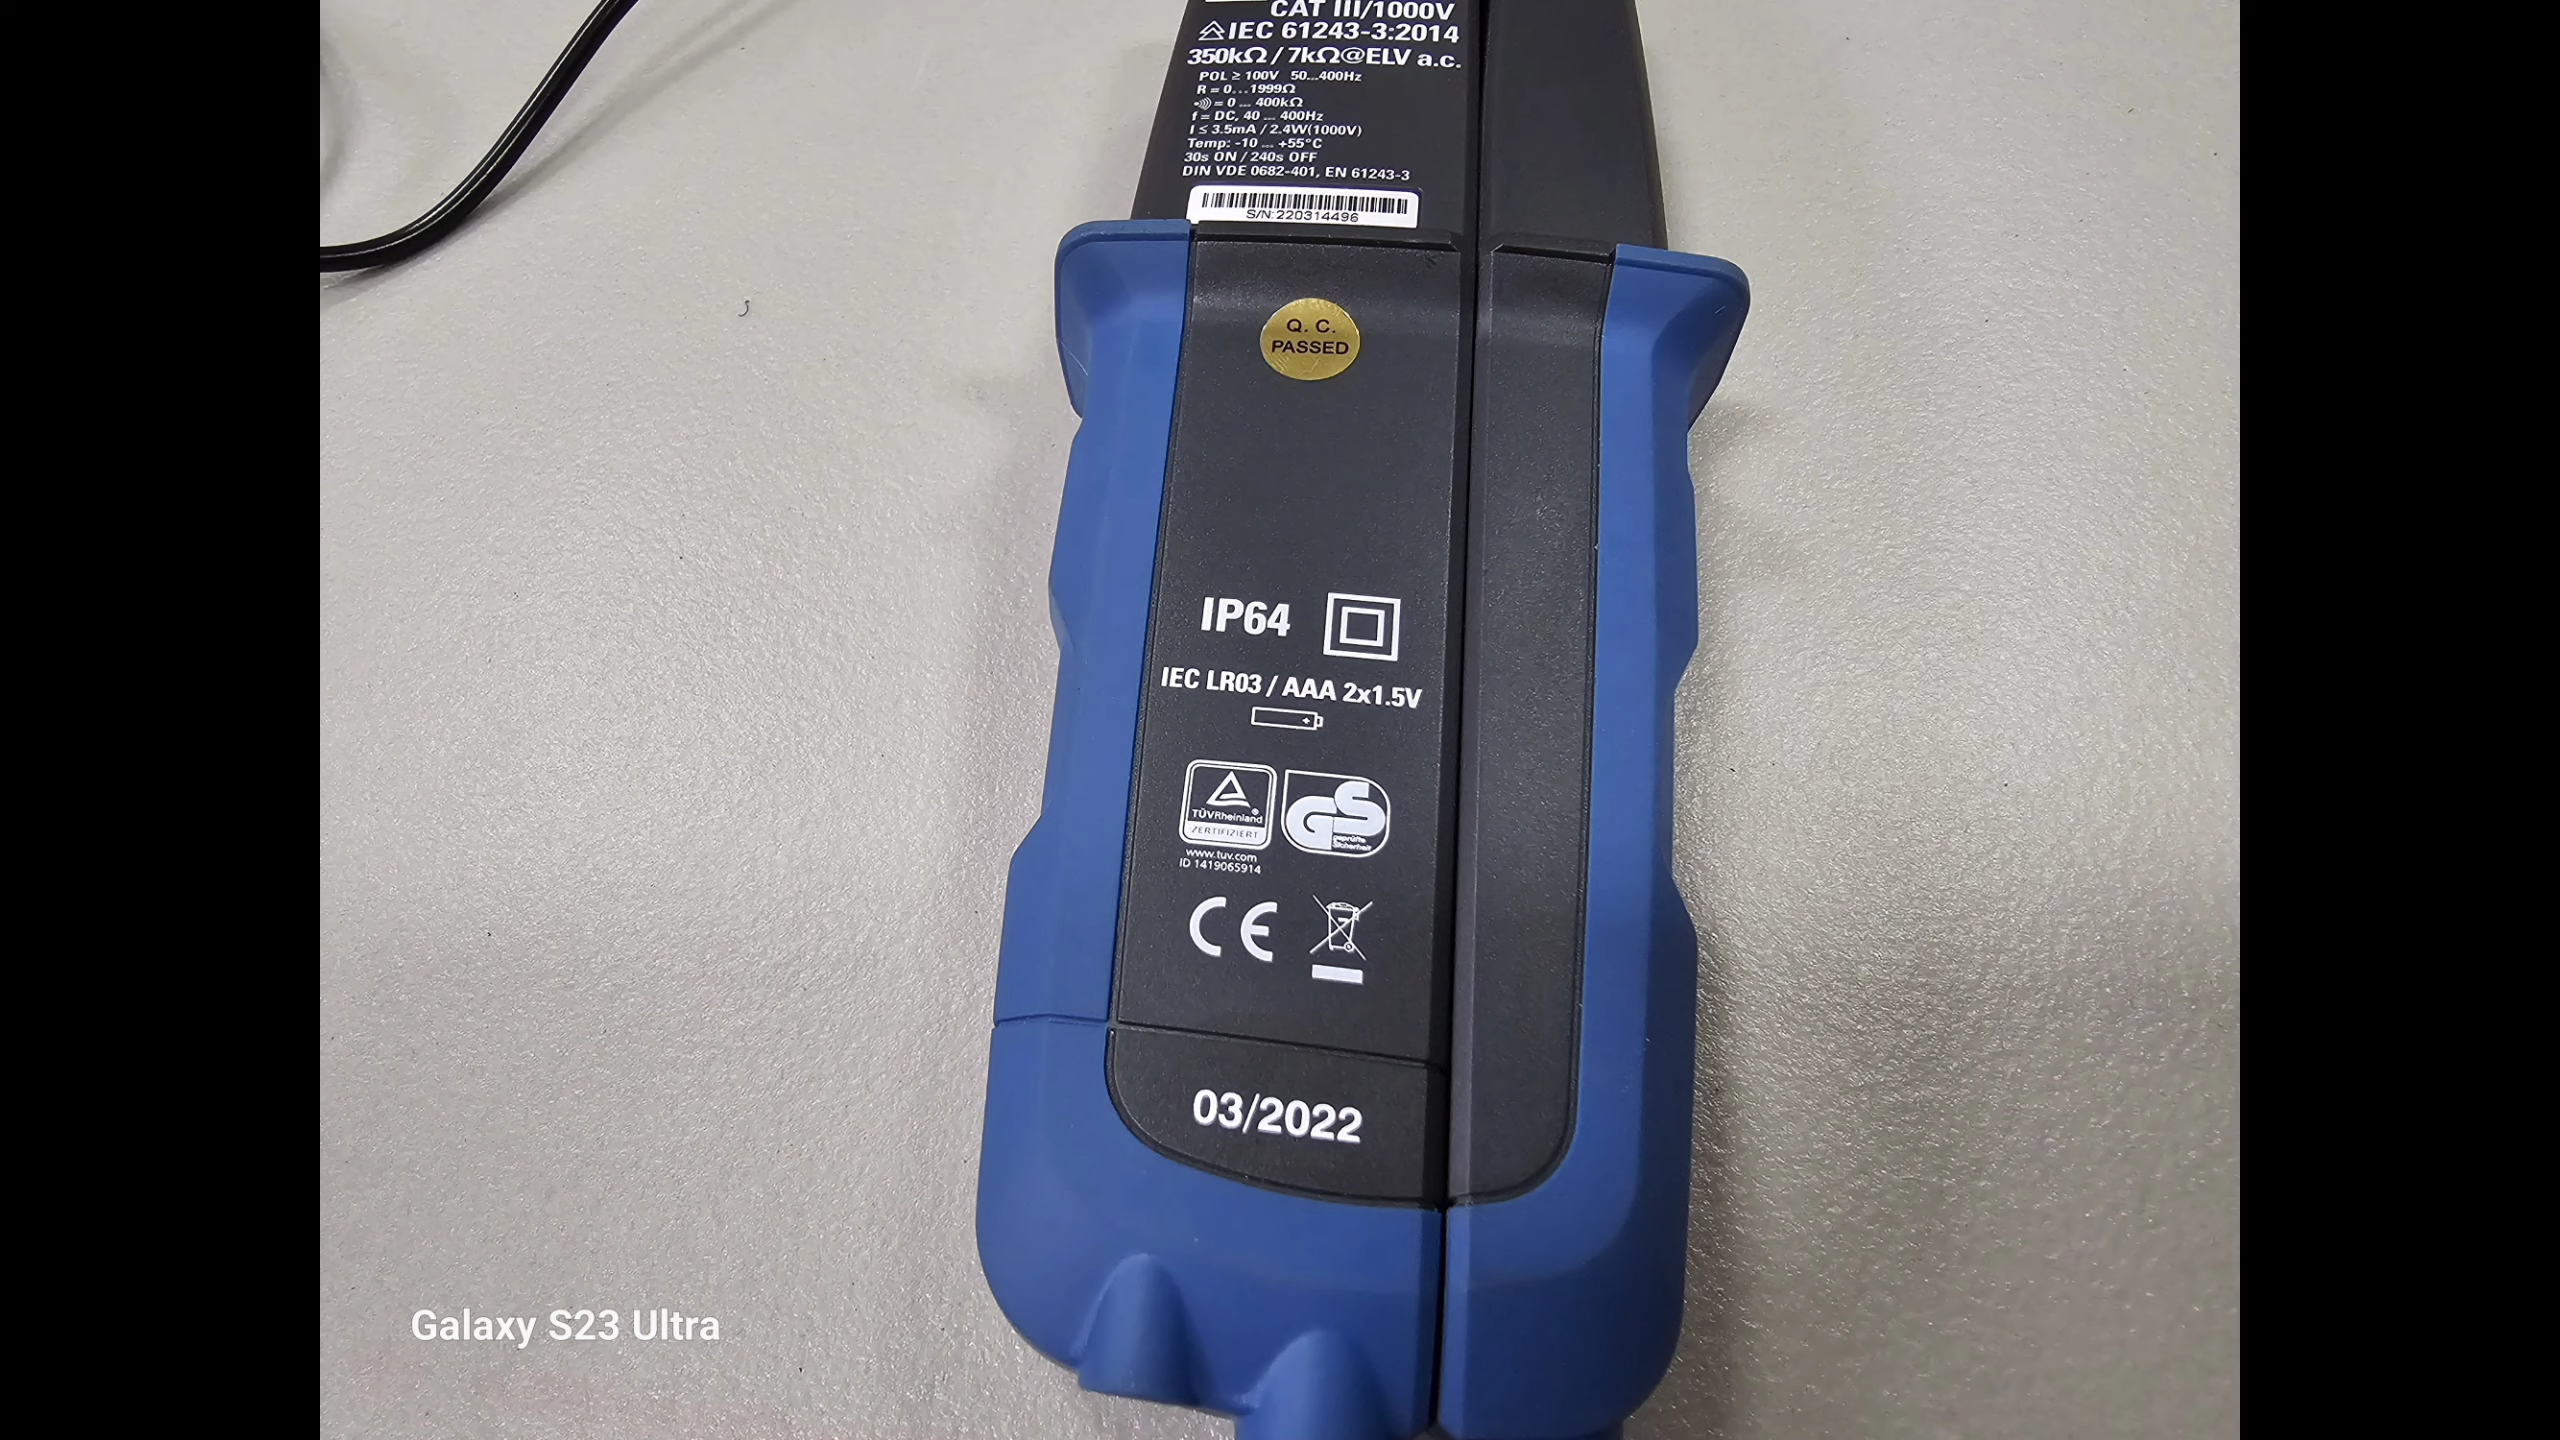 CAT III/1000V
IEC 61243-3:2014
350kΩ / 7kΩ@ELV a.c.
POL ≥ 100V 50...400Hz
R = 0...1999Ω
= 0 ... 400kΩ
f = DC, 40 ... 400Hz
I ≤ 3.5mA / 2.4W(1000V)
Temp: -10 ... +55°C
30s ON / 240s OFF
DIN VDE 0682-401, EN 61243-3
S/N:220314496
Q. C.
PASSED
IP64
IEC LR03 / AAA 2x1.5V
TÜVRheinland®
ZERTIFIZIERT
GS
geprüfte
Sicherheit
www.tuv.com
ID 1419065914
CE
03/2022
Galaxy S23 Ultra